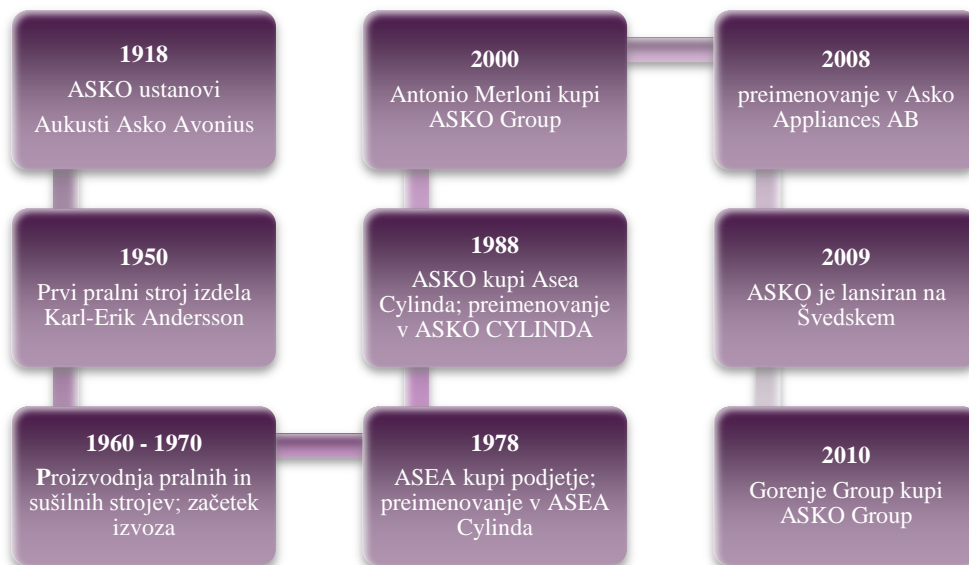 1918
ASKO ustanovi
Aukusti Asko Avonius
1950
Prvi pralni stroj izdela
Karl-Erik Andersson
1960 - 1970
Proizvodnja pralnih in
sušilnih strojev; začetek
izvoza
1978
ASEA kupi podjetje;
preimenovanje v ASEA
Cylinda
1988
ASKO kupi Asea
Cylinda; preimenovanje
v ASKO CYLINDA
2000
Antonio Merloni kupi
ASKO Group
2008
preimenovanje v Asko
Appliances AB
2009
ASKO je lansiran na
Švedskem
2010
Gorenje Group kupi
ASKO Group